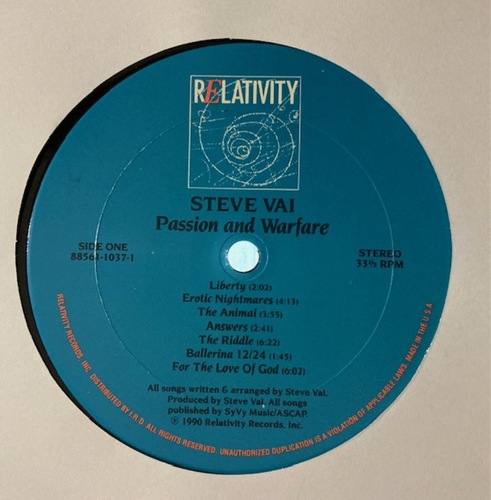 RELATIVITY
STEVE VAI
Passion and Warfare
SIDE ONE
88561-1037-1
STEREO
33⅓ RPM
Liberty (2:02)
Erotic Nightmares (4:13)
The Animal (3:55)
Answers (2:41)
The Riddle (6:22)
Ballerina 12/24 (1:45)
For The Love Of God (6:02)
All songs written & arranged by Steve Vai.
Produced by Steve Vai. All songs
published by SyVy Music/ASCAP.
℗ 1990 Relativity Records, Inc.
RELATIVITY RECORDS, INC. DISTRIBUTED BY I.R.D. ALL RIGHTS RESERVED. UNAUTHORIZED DUPLICATION IS A VIOLATION OF APPLICABLE LAWS. MADE IN THE U.S.A